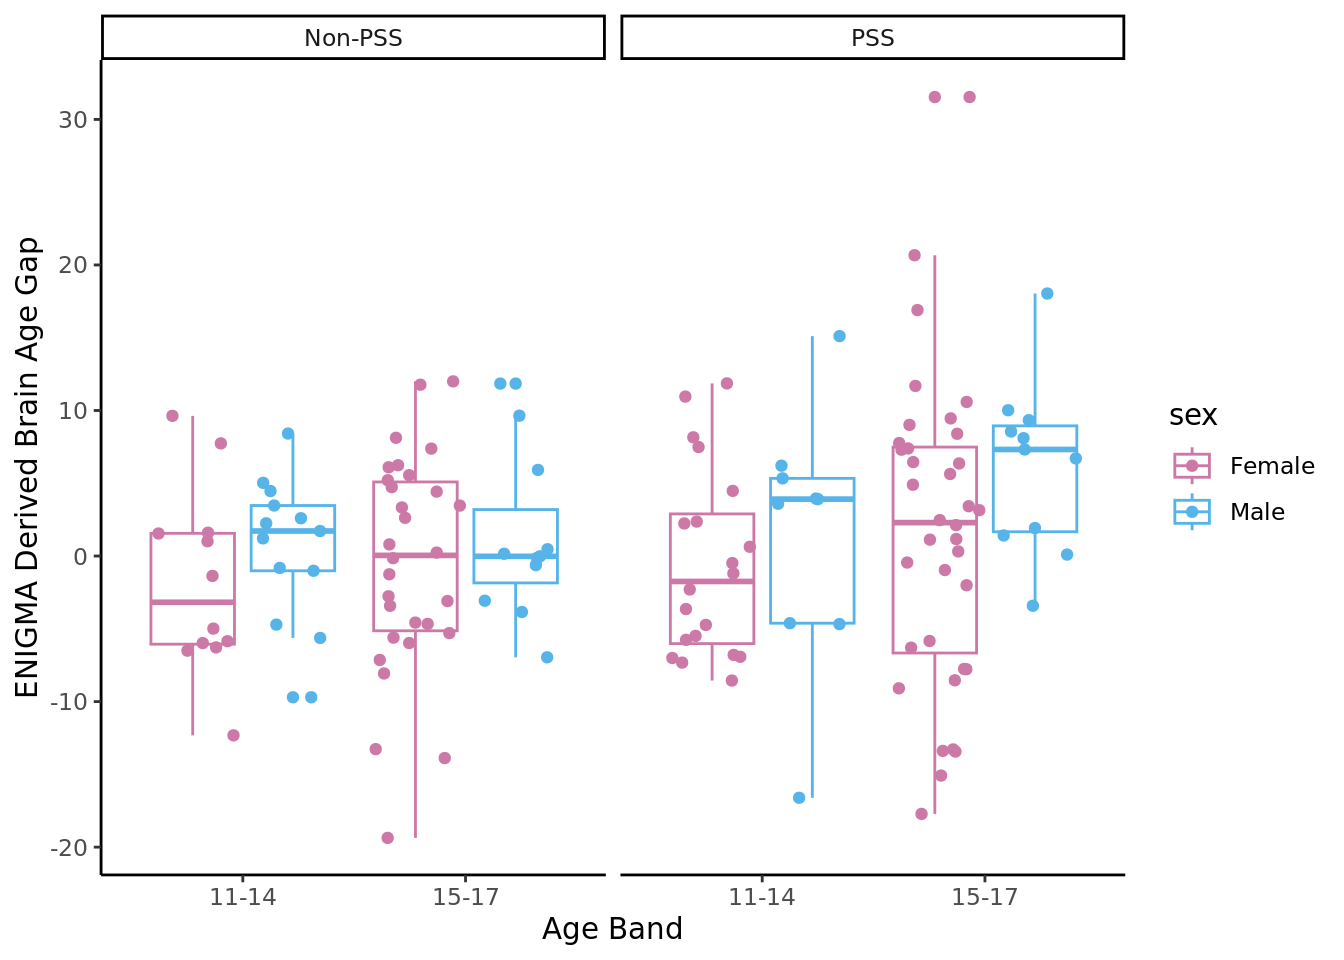 Non-PSS
PSS
ENIGMA Derived Brain Age Gap
30
20
10
0
-10
-20
11-14
15-17
11-14
15-17
Age Band
sex
Female
Male